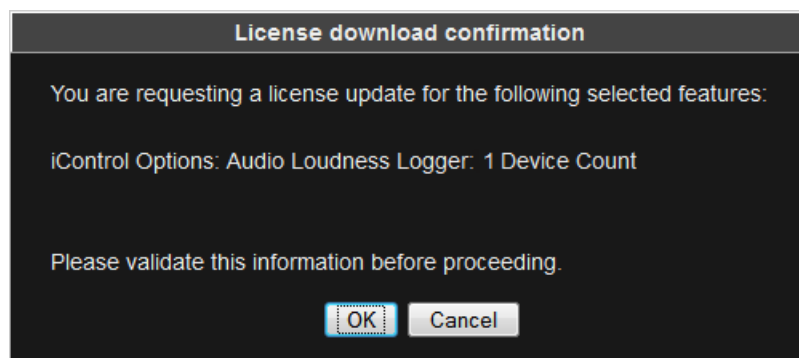 License download confirmation
You are requesting a license update for the following selected features:
iControl Options: Audio Loudness Logger: 1 Device Count
Please validate this information before proceeding.
OK Cancel